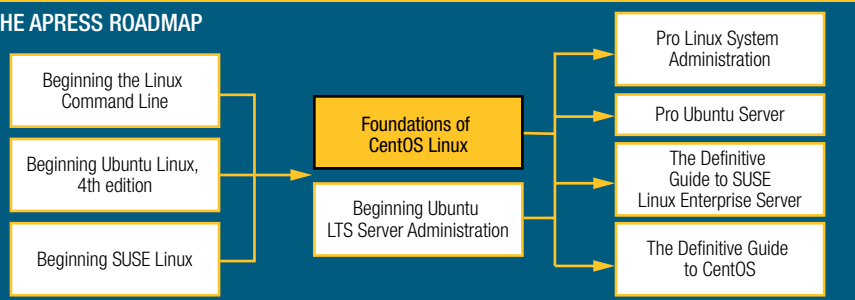 HE APRESS ROADMAP
Beginning the Linux
Command Line
Beginning Ubuntu Linux,
4th edition
Beginning SUSE Linux
Foundations of
CentOS Linux
Beginning Ubuntu
LTS Server Administration
Pro Linux System
Administration
Pro Ubuntu Server
The Definitive
Guide to SUSE
Linux Enterprise Server
The Definitive Guide
to CentOS